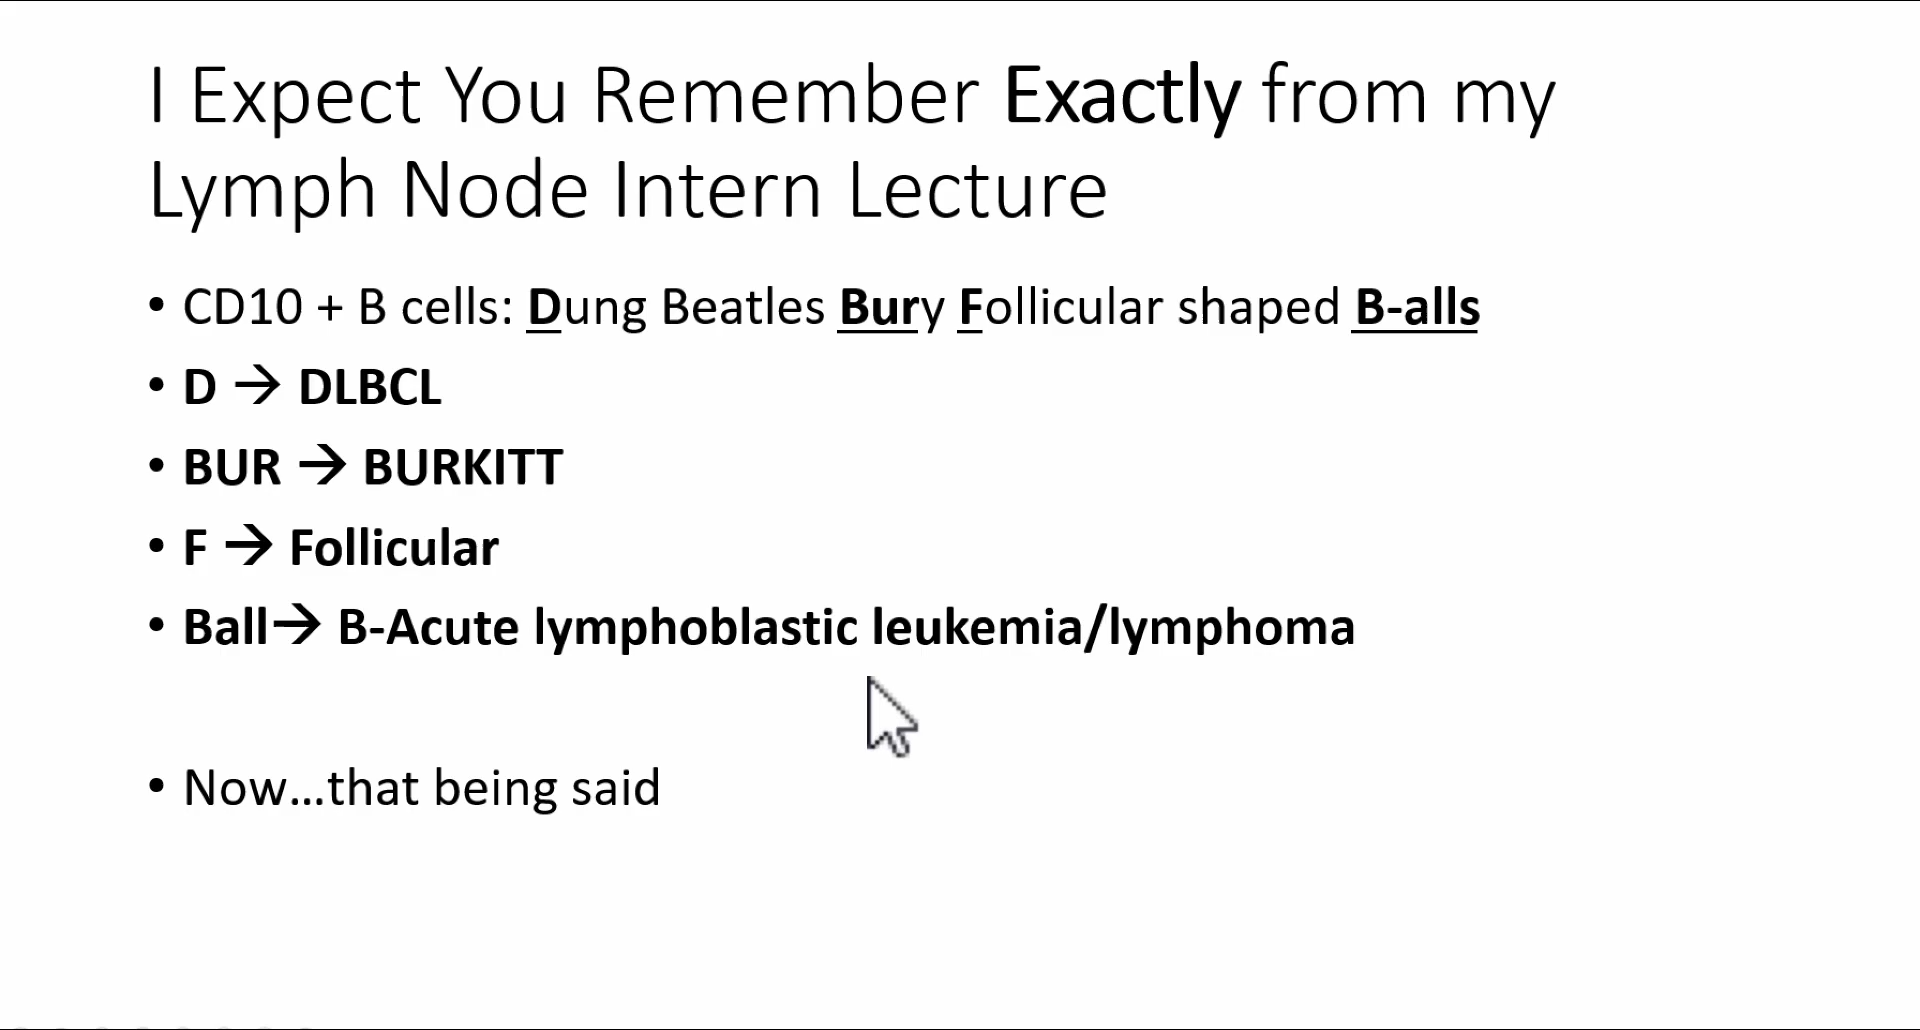 I Expect You Remember Exactly from my
Lymph Node Intern Lecture
• CD10 + B cells: Dung Beatles Bury Follicular shaped B-alls
• D → DLBCL
• BUR → BURKITT
• F → Follicular
• Ball→ B-Acute lymphoblastic leukemia/lymphoma
• Now...that being said